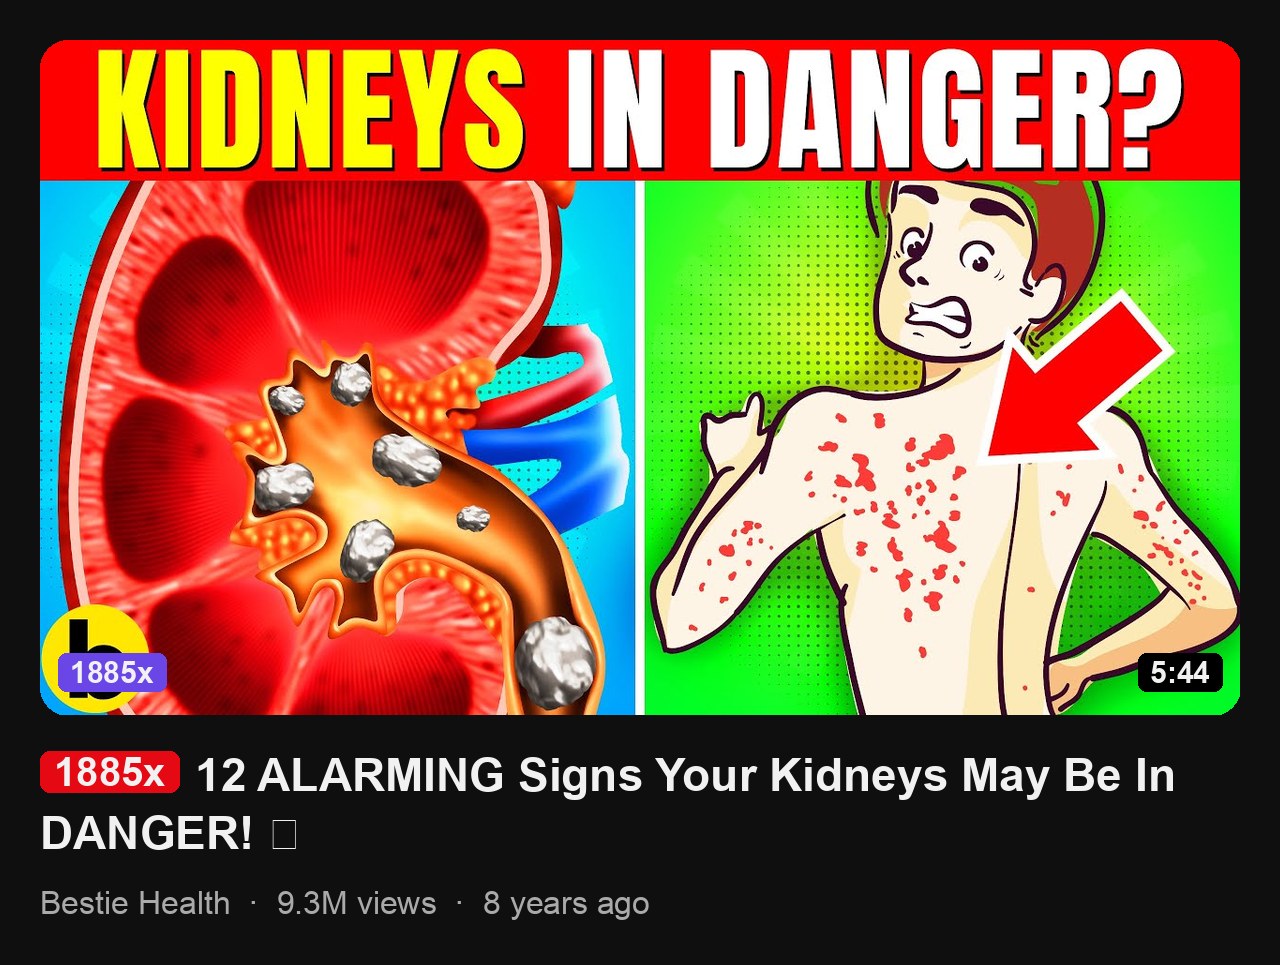 KIDNEYS IN DANGER?
b
1885x
5:44
1885x 12 ALARMING Signs Your Kidneys May Be In
DANGER!
Bestie Health · 9.3M views · 8 years ago